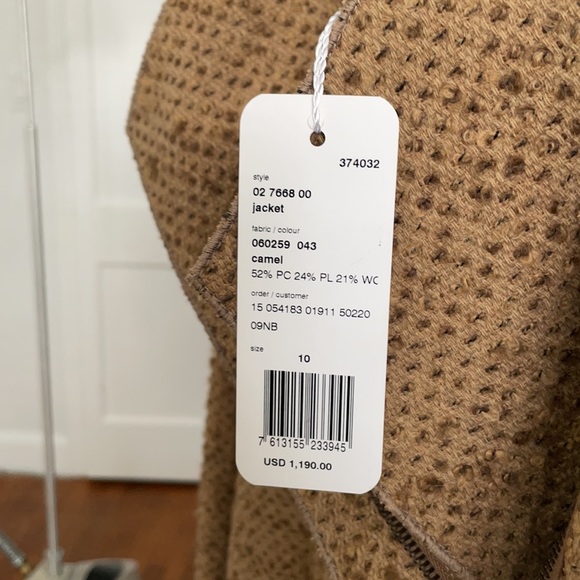 374032
style
02 7668 00
jacket
fabric / colour
060259 043
camel
52% PC 24% PL 21% WC
order / customer
15 054183 01911 50220
09NB
size
10
7 613155 233945
USD 1,190.00